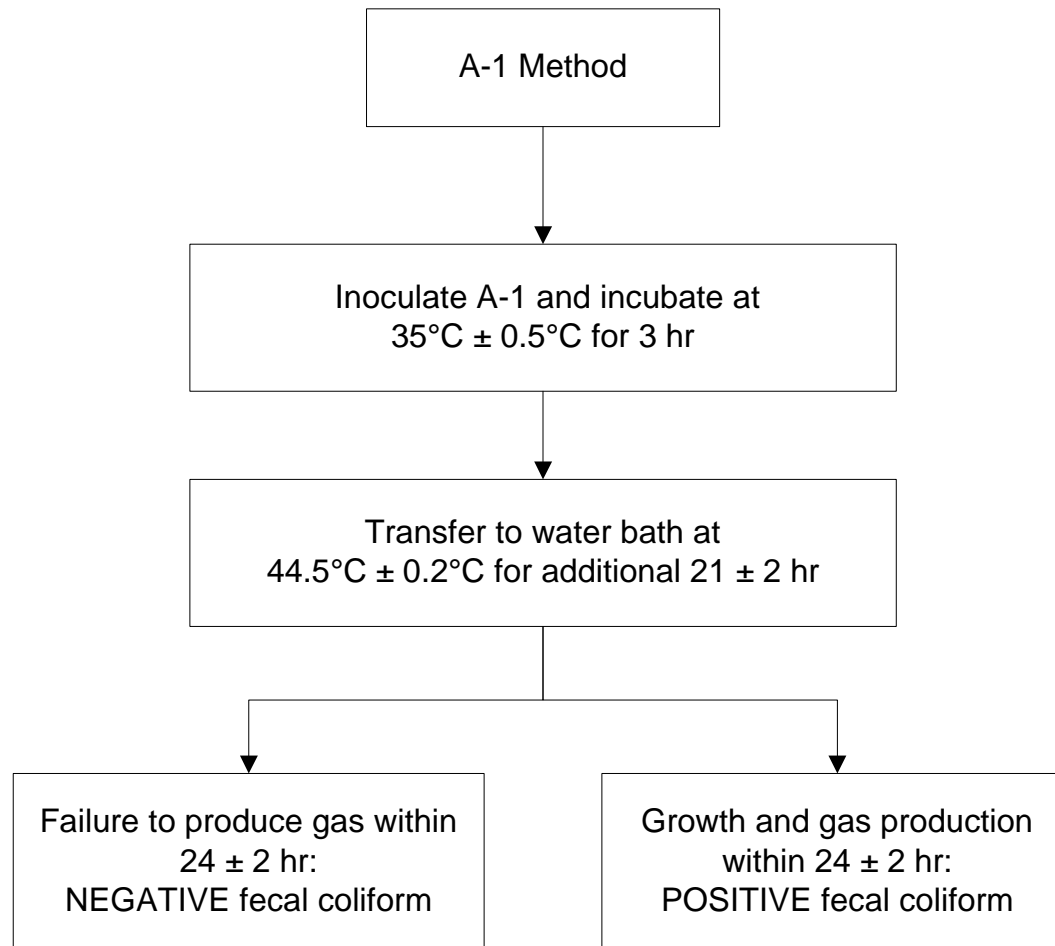 A-1 Method
Inoculate A-1 and incubate at
35°C ± 0.5°C for 3 hr
Transfer to water bath at
44.5°C ± 0.2°C for additional 21 ± 2 hr
Failure to produce gas within
24 ± 2 hr:
NEGATIVE fecal coliform
Growth and gas production
within 24 ± 2 hr:
POSITIVE fecal coliform